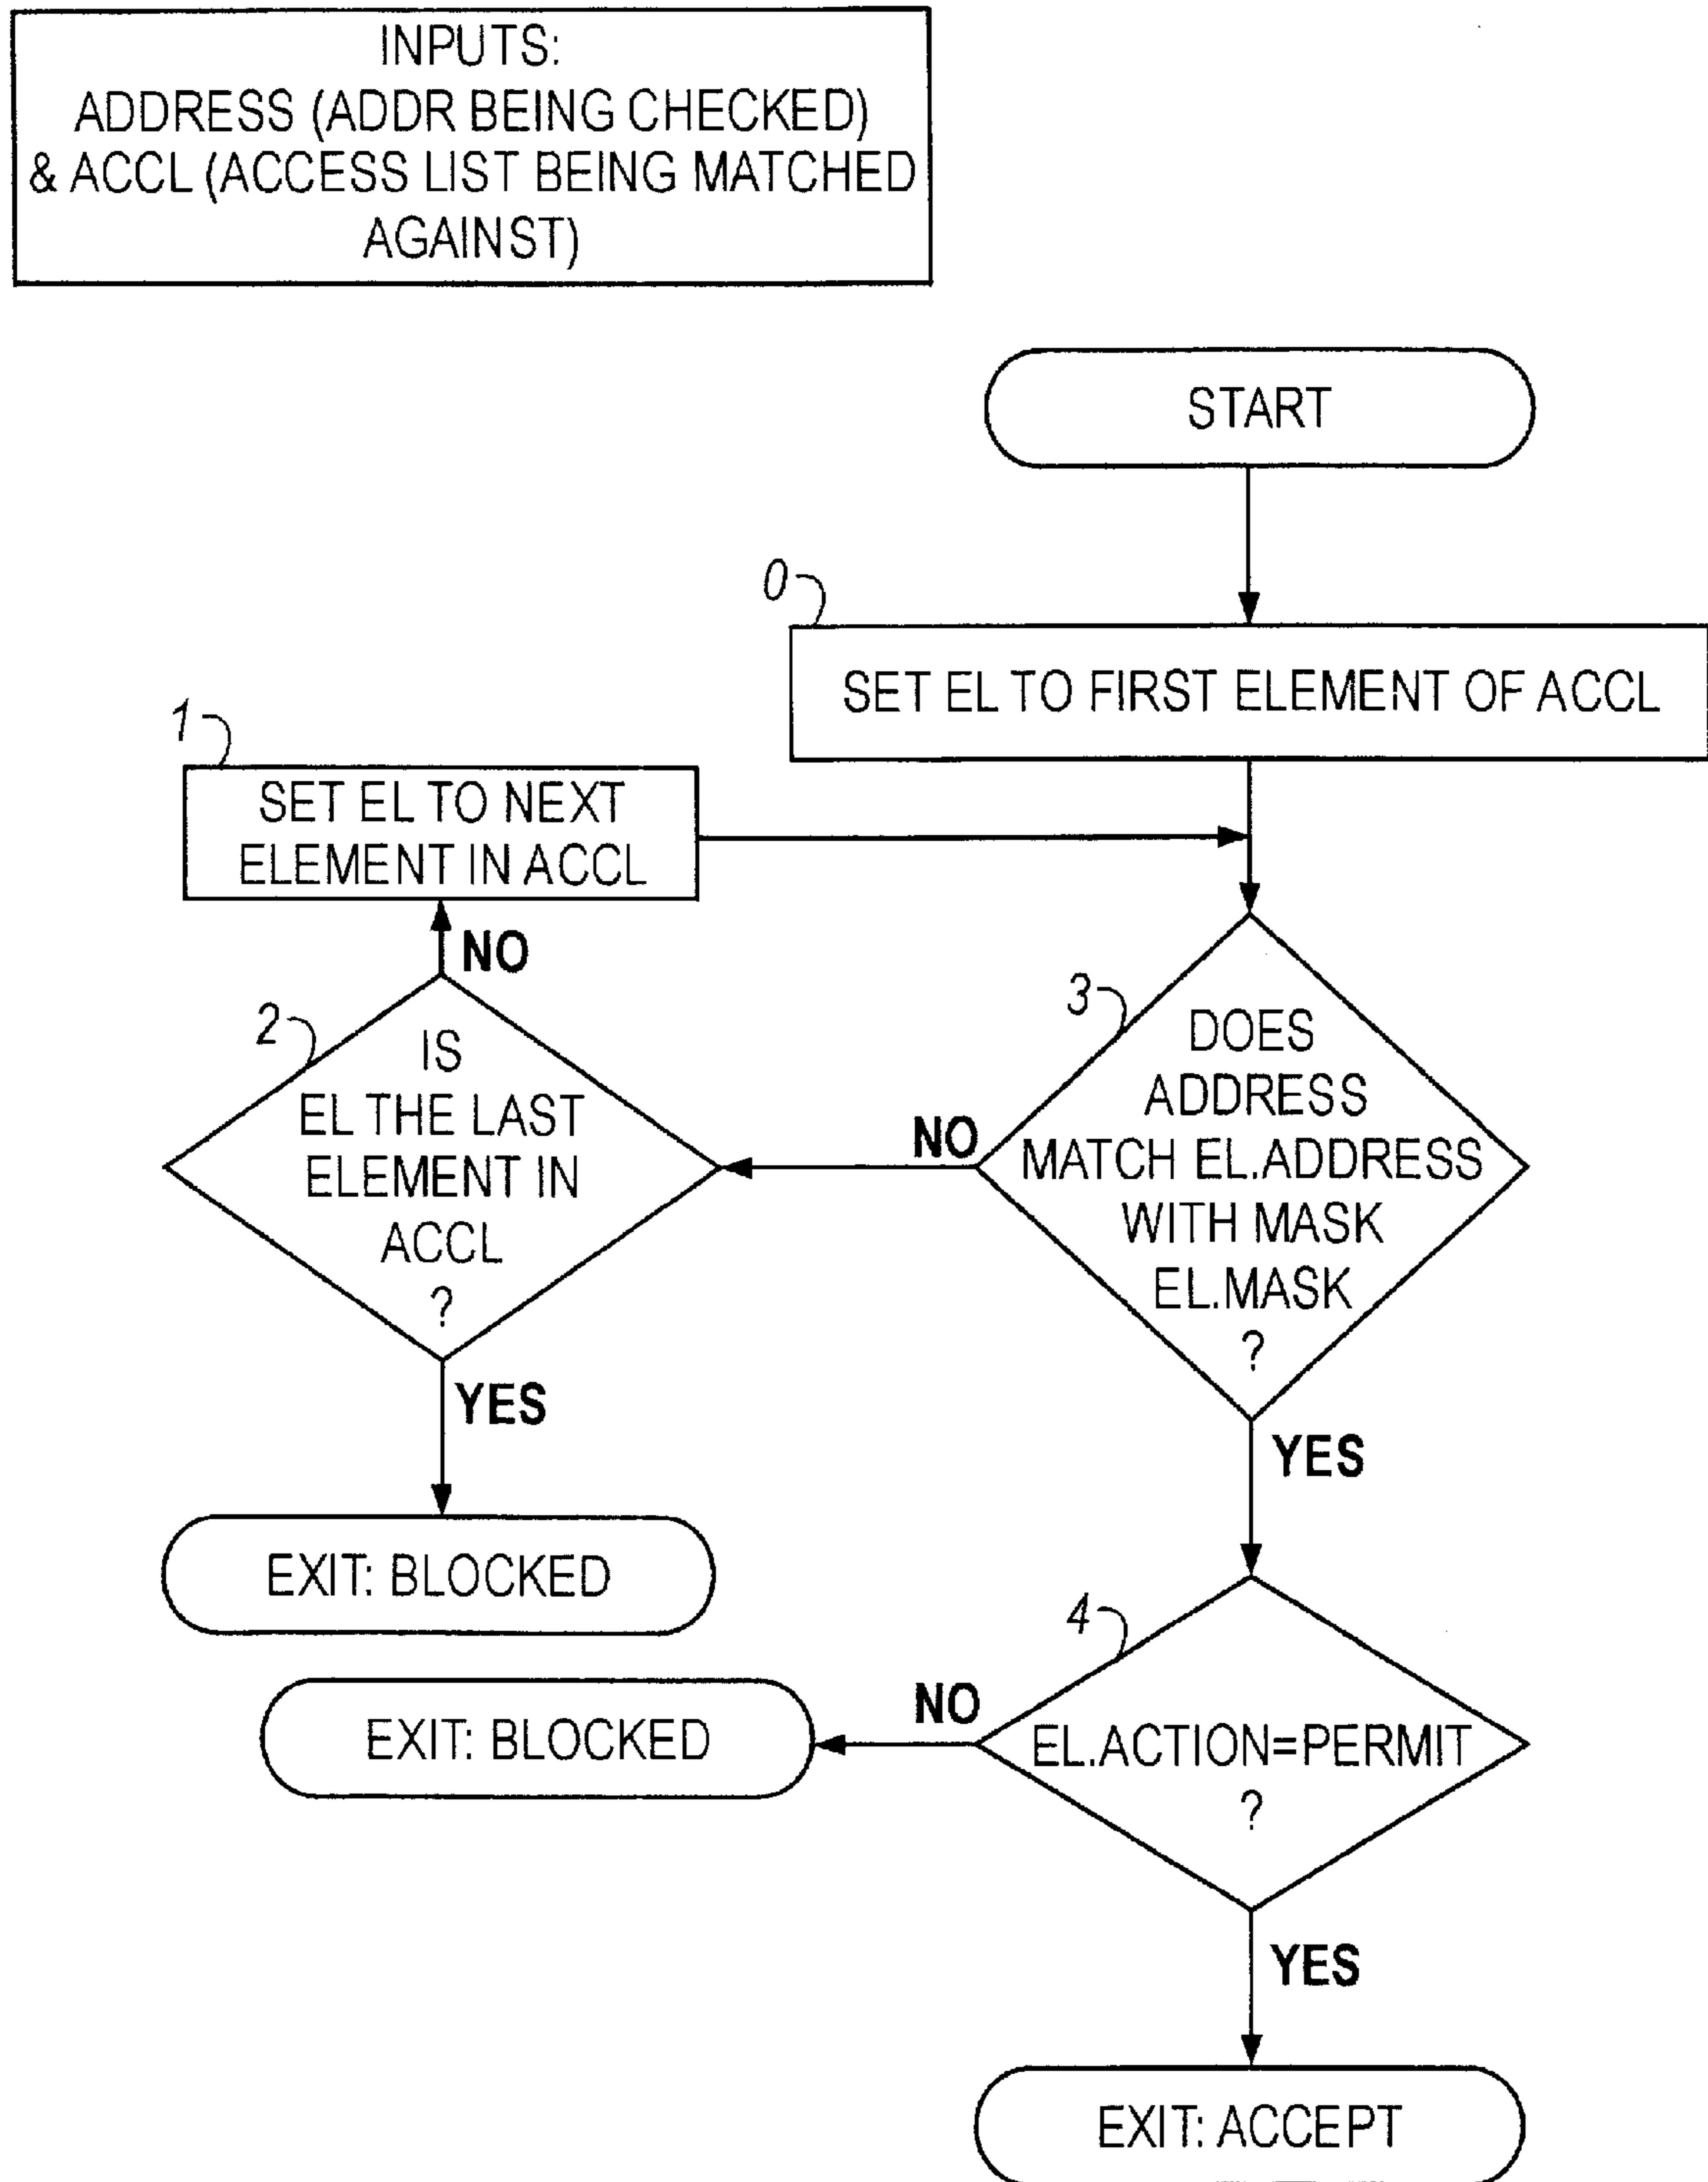 INPUTS:
ADDRESS (ADDR BEING CHECKED)
& ACCL (ACCESS LIST BEING MATCHED
AGAINST)
START
0
SET EL TO FIRST ELEMENT OF ACCL
1
SET EL TO NEXT
ELEMENT IN ACCL
NO
2
IS
EL THE LAST
ELEMENT IN
ACCL
?
NO
3
DOES
ADDRESS
MATCH EL.ADDRESS
WITH MASK
EL.MASK
?
YES
EXIT: BLOCKED
YES
4
EL.ACTION=PERMIT
?
NO
EXIT: BLOCKED
YES
EXIT: ACCEPT